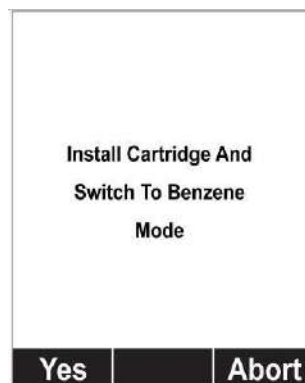 Install Cartridge And
Switch To Benzene
Mode
Yes Abort